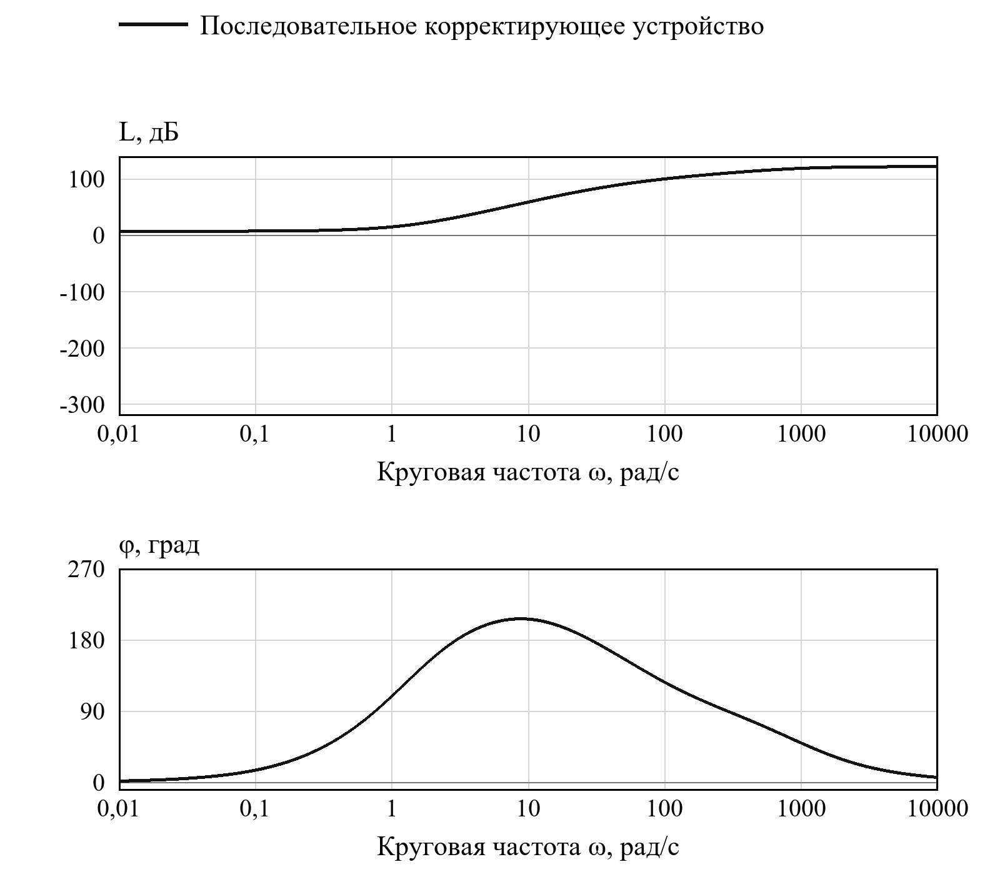 Последовательное корректирующее устройство
L, дБ
100
0
-100
-200
-300
0,01 0,1 1 10 100 1000 10000
Круговая частота ω, рад/с
φ, град
270
180
90
0
0,01 0,1 1 10 100 1000 10000
Круговая частота ω, рад/с